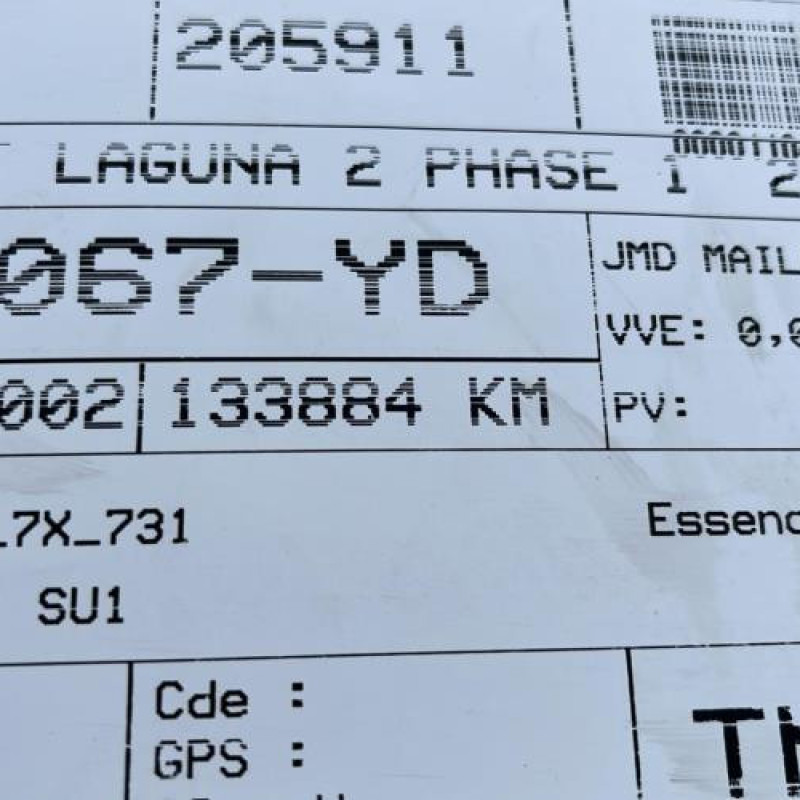 205911
LAGUNA 2 PHASE 1 2
067-YD
JMD MAIL
VVE: 0,0
002
133884 KM
PV:
7X_731
Essenc
SU1
Cde :
GPS :